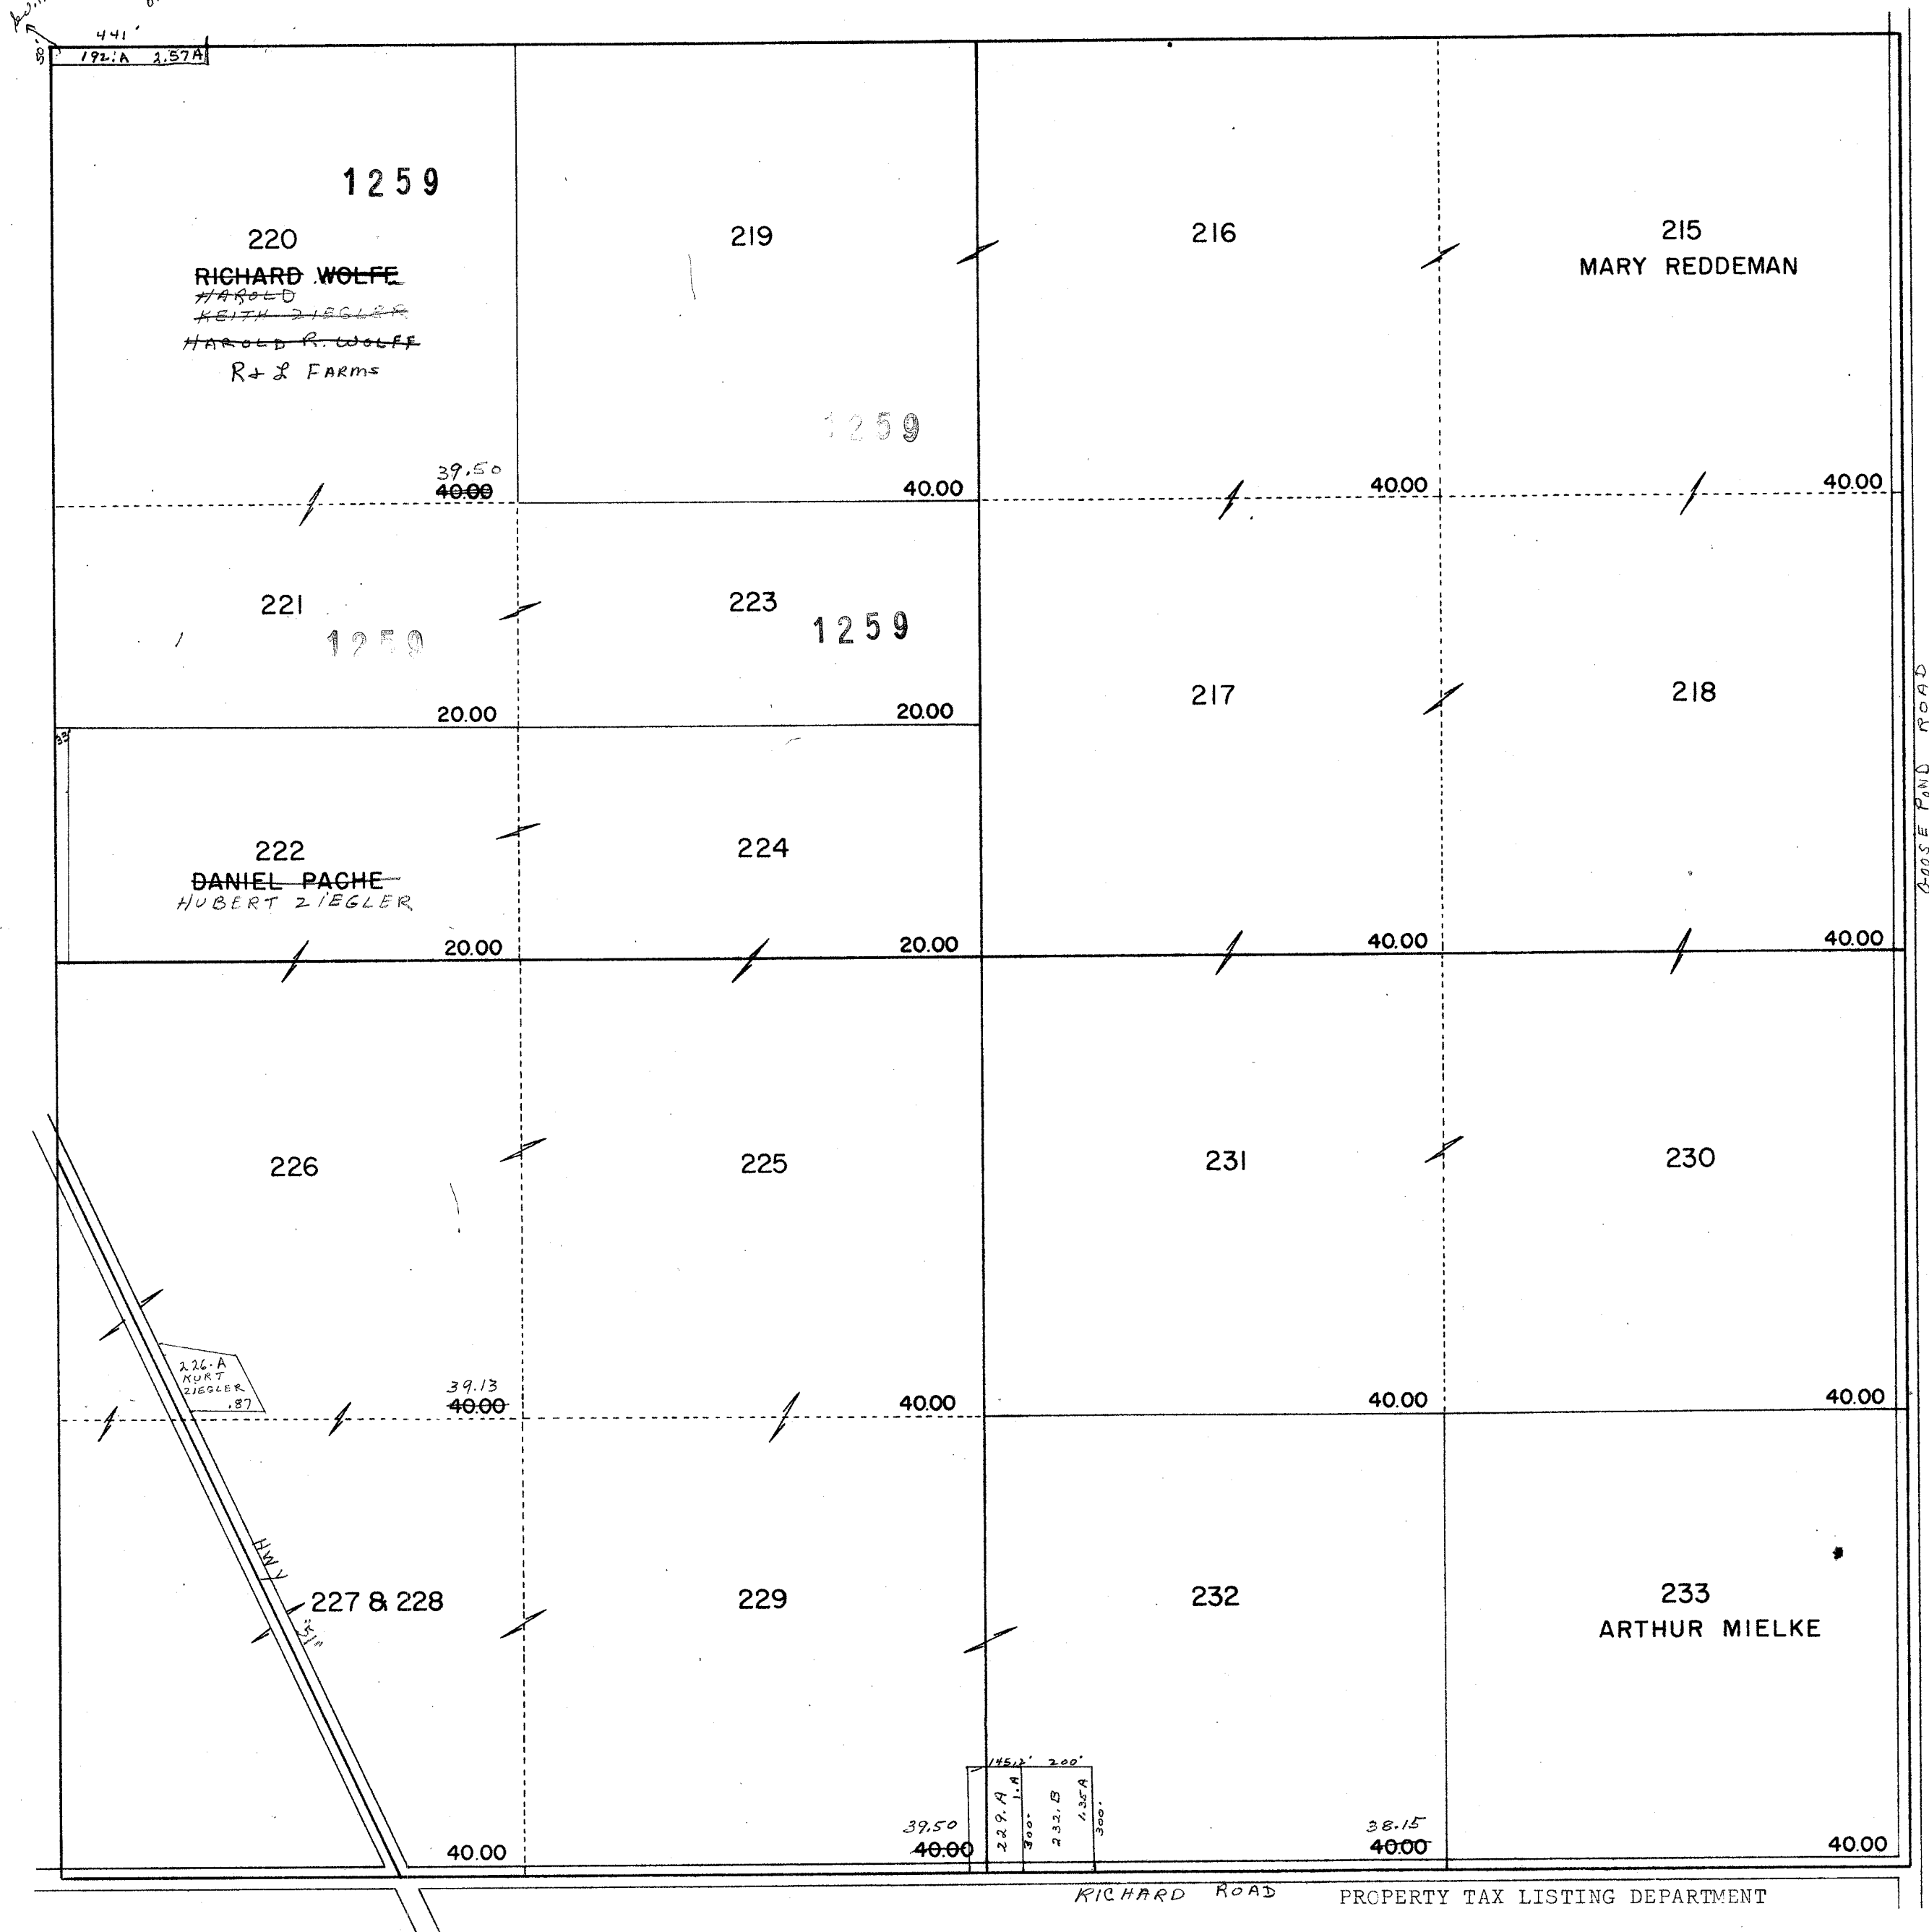 441'
50'
192.A 2.57A
1259
220
RICHARD WOLFE
HAROLD
KEITH ZIEGLER
HAROLD R. WOLFF
R & L FARMS
39.50
40.00
219
1259
40.00
216
40.00
215
MARY REDDEMAN
40.00
221
1259
20.00
223
1259
20.00
217
40.00
218
40.00
GOOSE POND ROAD
33'
222
DANIEL PACHE
HUBERT ZIEGLER
20.00
224
20.00
226
226.A
KURT
ZIEGLER
.87
39.13
40.00
225
40.00
231
40.00
230
40.00
HWY
"51"
227 & 228
40.00
229
39.50
40.00
145.2' 200'
229.A
1.A
300'
232.B
1.35A
300'
232
38.15
40.00
233
ARTHUR MIELKE
40.00
RICHARD ROAD
PROPERTY TAX LISTING DEPARTMENT